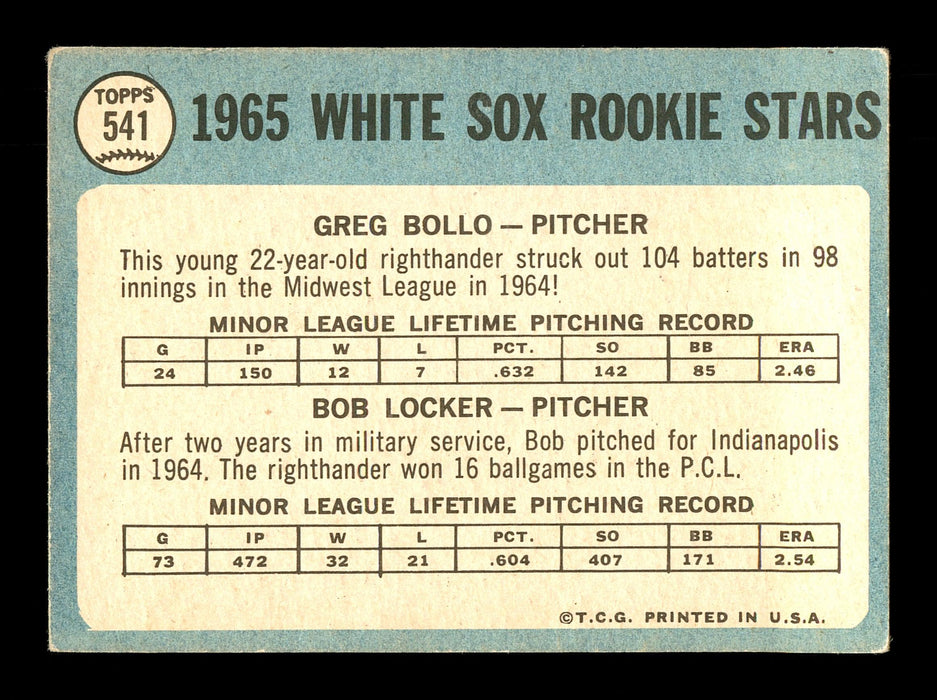 TOPPS
541
1965 WHITE SOX ROOKIE STARS
GREG BOLLO — PITCHER
This young 22-year-old righthander struck out 104 batters in 98
innings in the Midwest League in 1964!
MINOR LEAGUE LIFETIME PITCHING RECORD
G IP W L PCT. SO BB ERA
24 150 12 7 .632 142 85 2.46
BOB LOCKER — PITCHER
After two years in military service, Bob pitched for Indianapolis
in 1964. The righthander won 16 ballgames in the P.C.L.
MINOR LEAGUE LIFETIME PITCHING RECORD
G IP W L PCT. SO BB ERA
73 472 32 21 .604 407 171 2.54
©T.C.G. PRINTED IN U.S.A.